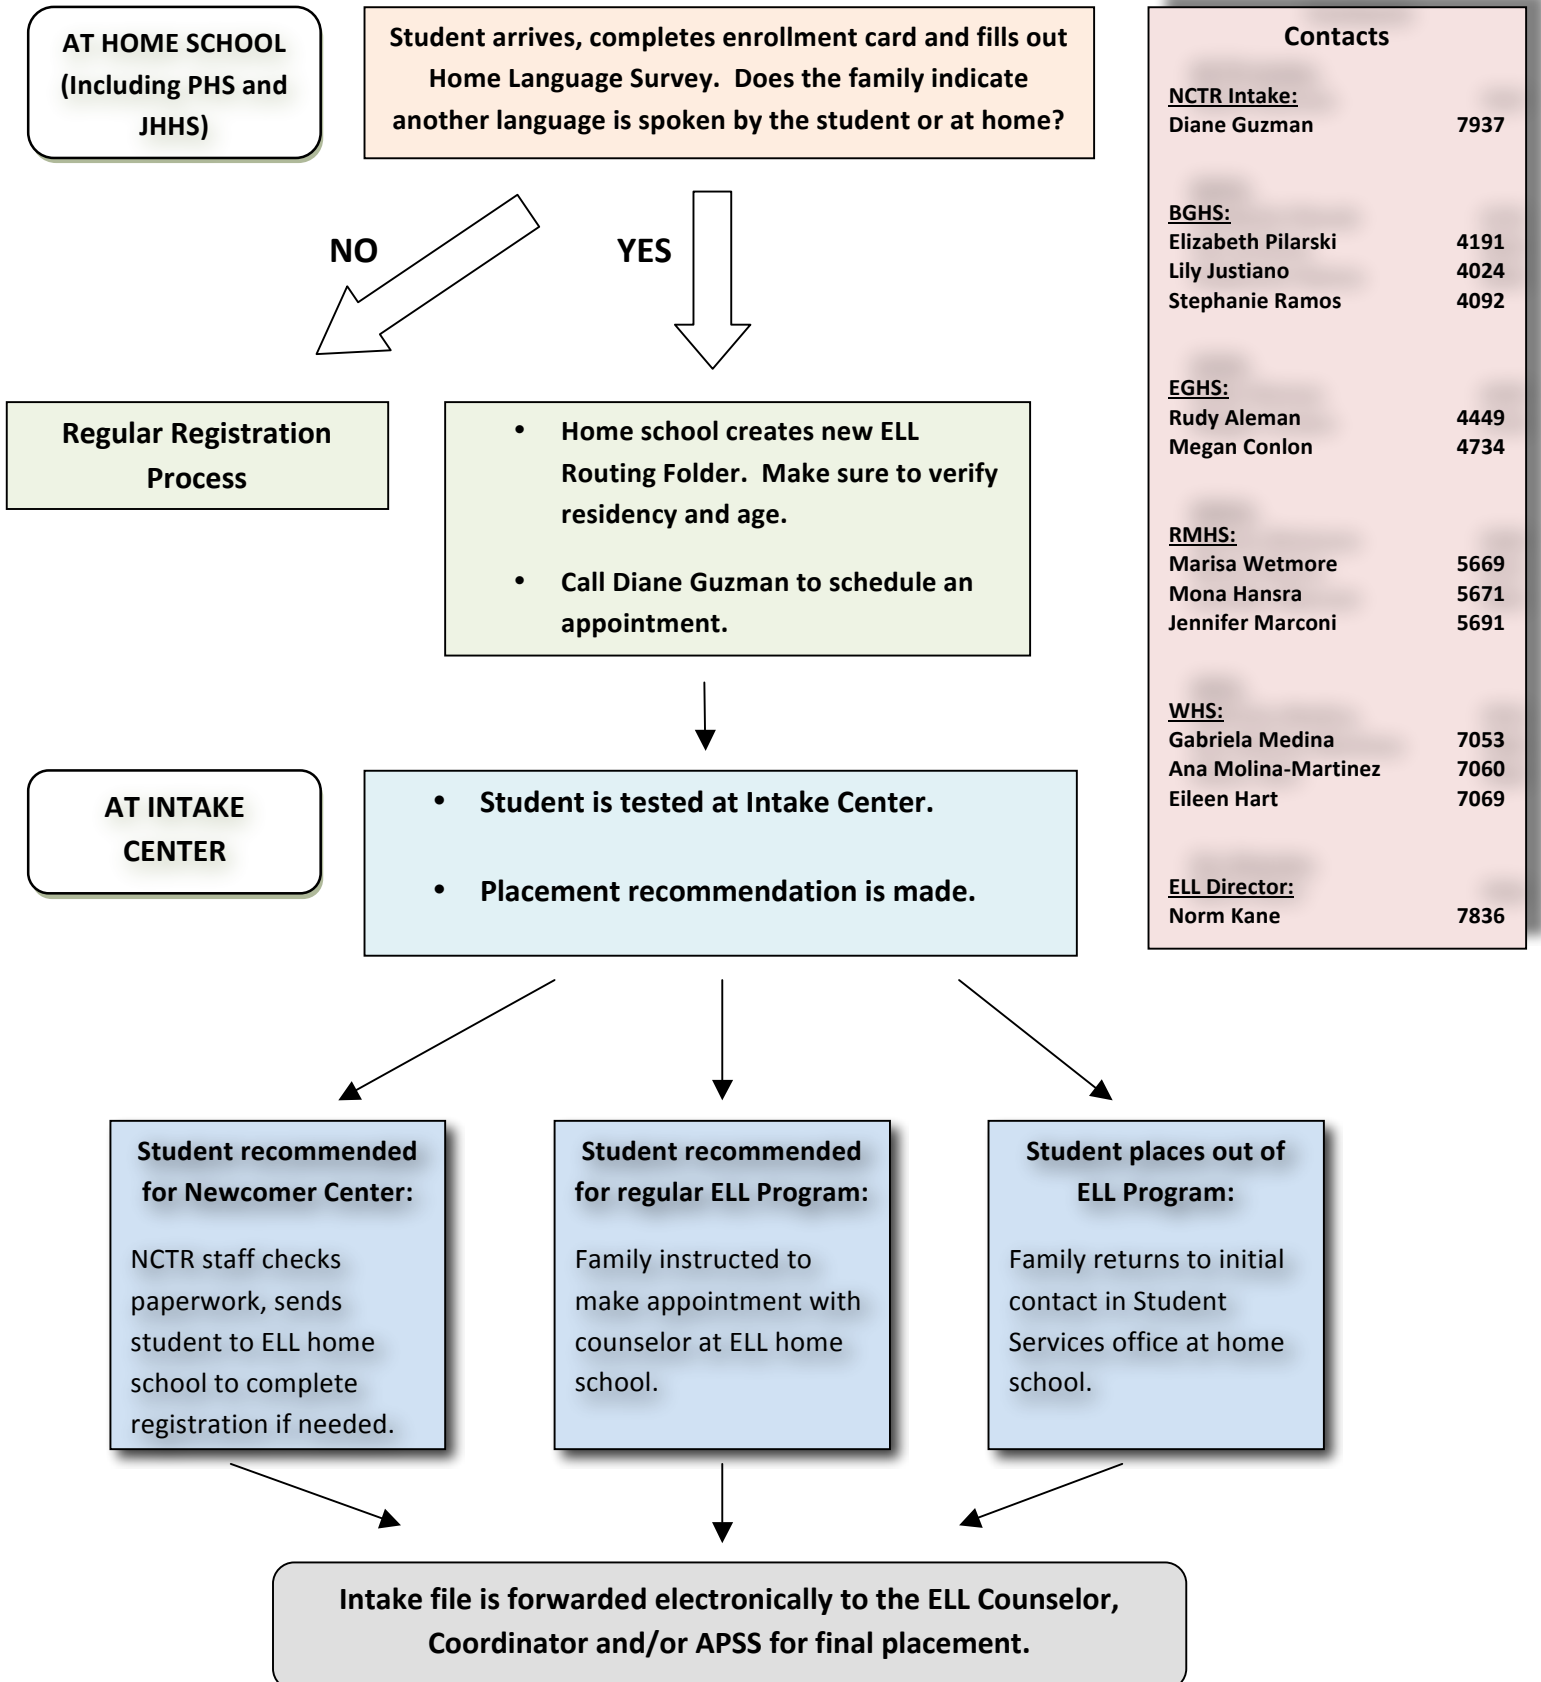 AT HOME SCHOOL
(Including PHS and
JHHS)
Student arrives, completes enrollment card and fills out
Home Language Survey.  Does the family indicate
another language is spoken by the student or at home?
NO
YES
Regular Registration
Process
• Home school creates new ELL
Routing Folder.  Make sure to verify
residency and age.
• Call Diane Guzman to schedule an
appointment.
AT INTAKE
CENTER
• Student is tested at Intake Center.
• Placement recommendation is made.
Student recommended
for Newcomer Center:
NCTR staff checks
paperwork, sends
student to ELL home
school to complete
registration if needed.
Student recommended
for regular ELL Program:
Family instructed to
make appointment with
counselor at ELL home
school.
Student places out of
ELL Program:
Family returns to initial
contact in Student
Services office at home
school.
Intake file is forwarded electronically to the ELL Counselor,
Coordinator and/or APSS for final placement.
Contacts
NCTR Intake:
Diane Guzman 7937
BGHS:
Elizabeth Pilarski 4191
Lily Justiano 4024
Stephanie Ramos 4092
EGHS:
Rudy Aleman 4449
Megan Conlon 4734
RMHS:
Marisa Wetmore 5669
Mona Hansra 5671
Jennifer Marconi 5691
WHS:
Gabriela Medina 7053
Ana Molina-Martinez 7060
Eileen Hart 7069
ELL Director:
Norm Kane 7836